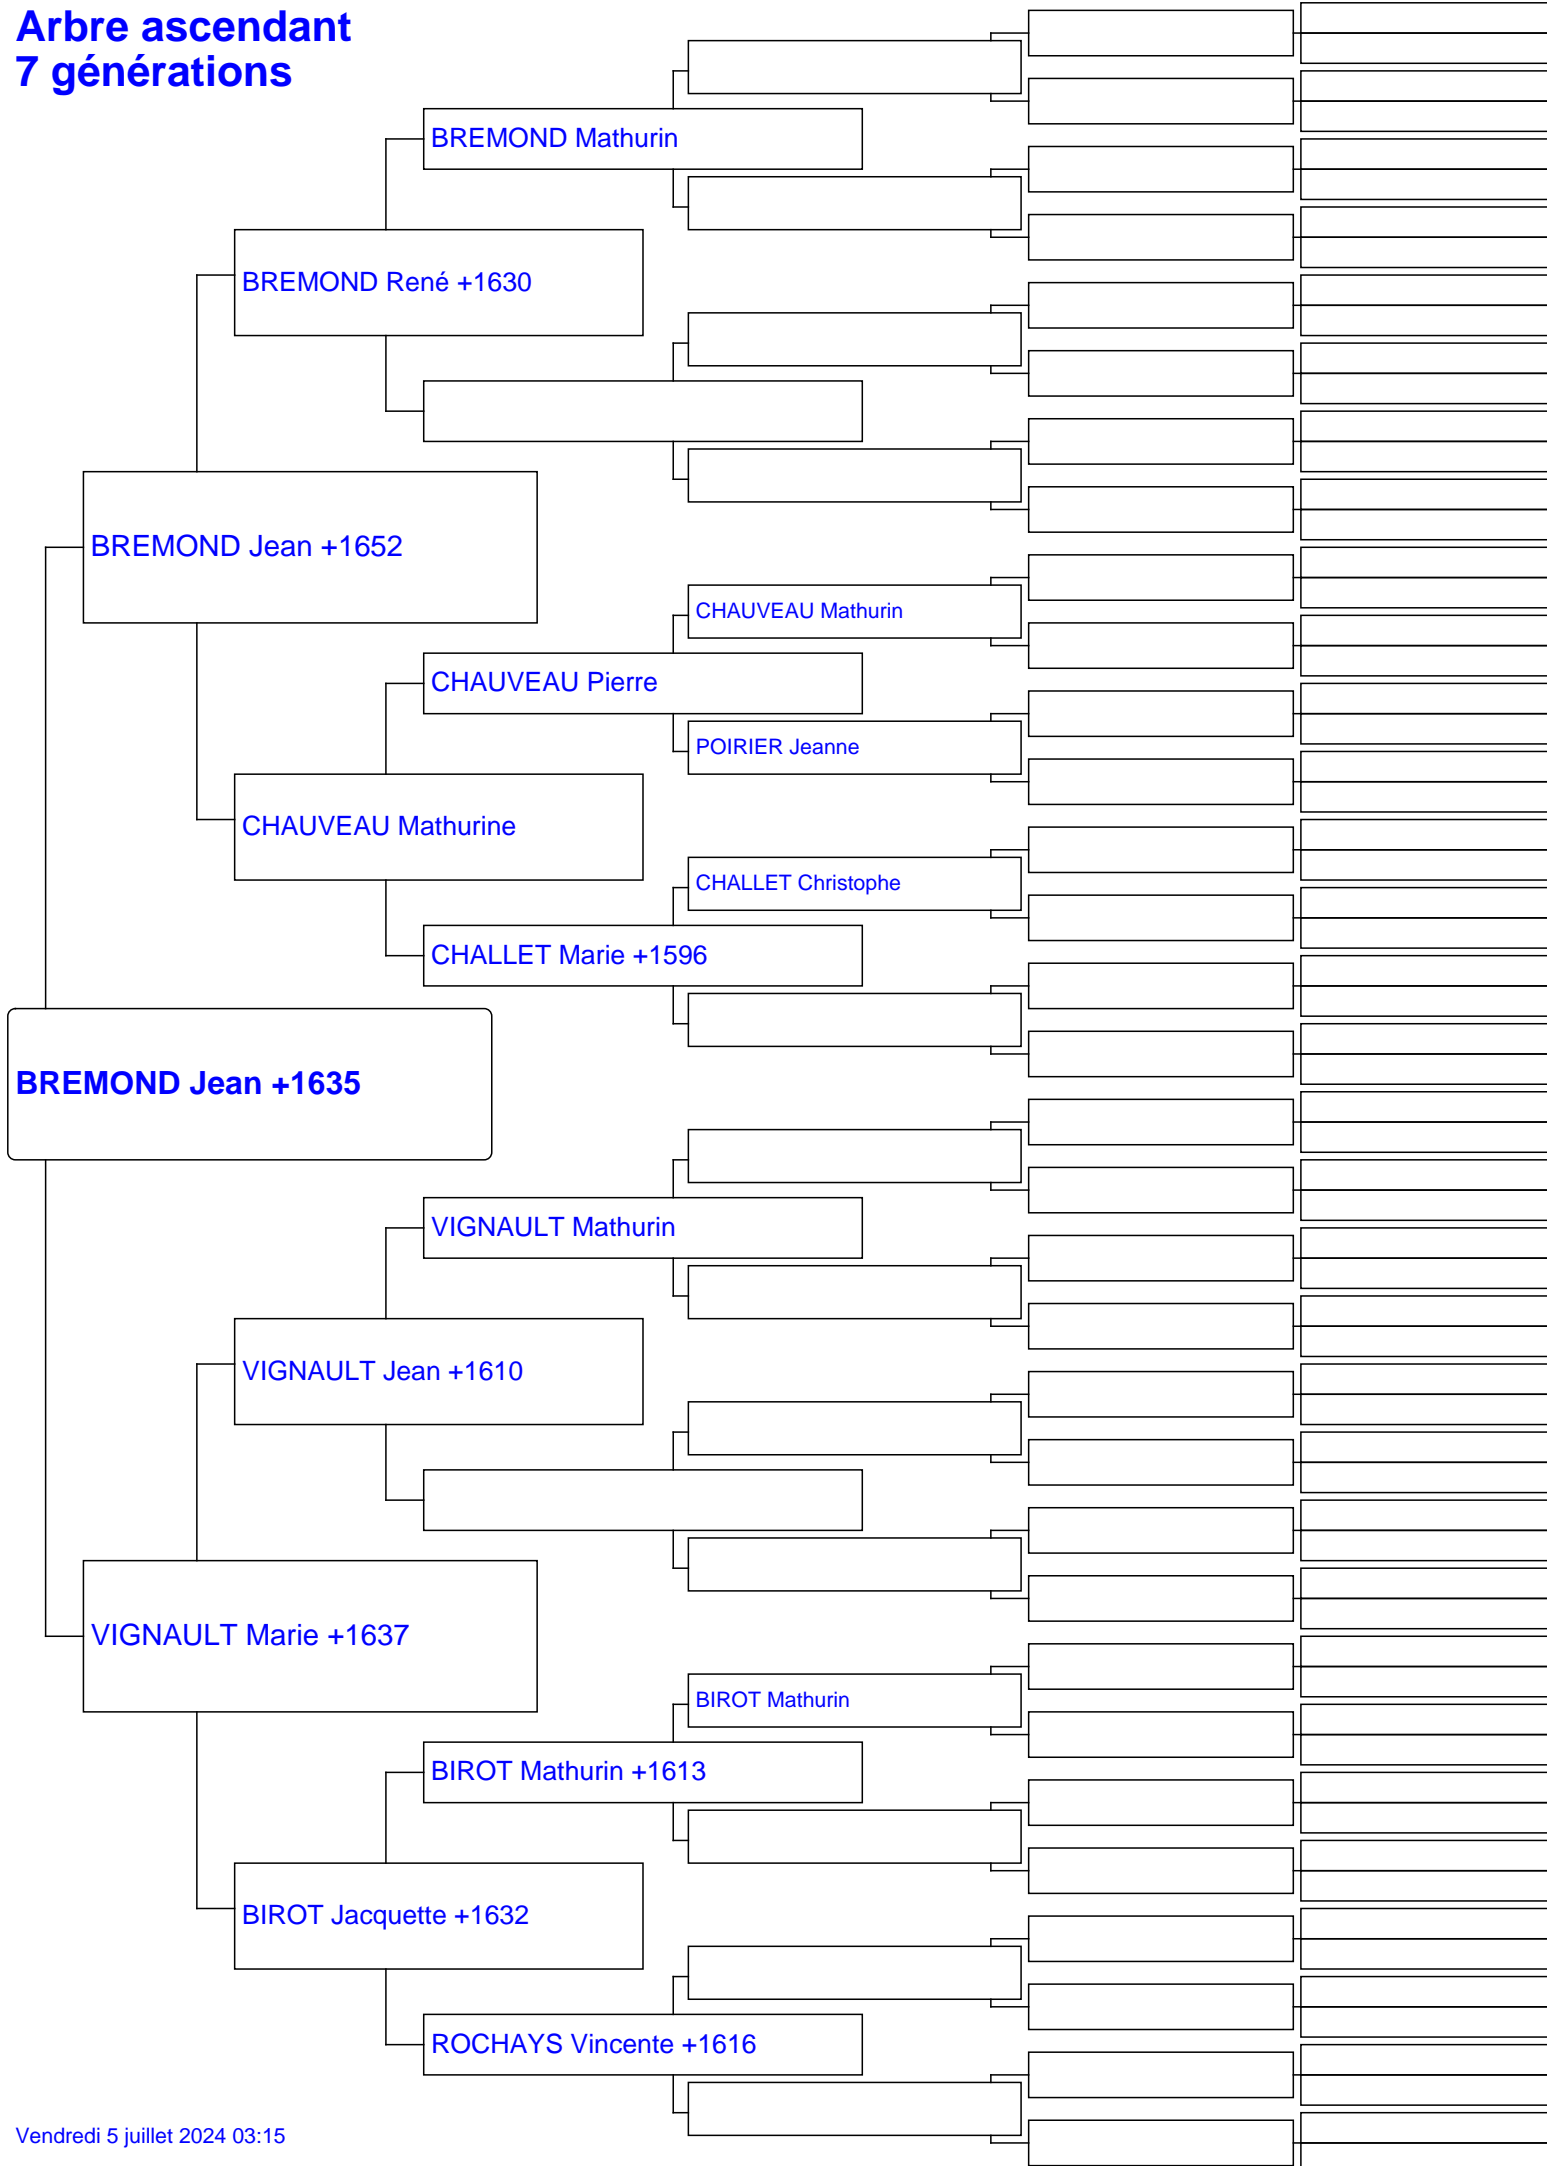 Arbre ascendant
7 générations
BREMOND Mathurin
BREMOND René +1630
BREMOND Jean +1652
CHAUVEAU Mathurin
CHAUVEAU Pierre
POIRIER Jeanne
CHAUVEAU Mathurine
CHALLET Christophe
CHALLET Marie +1596
BREMOND Jean +1635
VIGNAULT Mathurin
VIGNAULT Jean +1610
VIGNAULT Marie +1637
BIROT Mathurin
BIROT Mathurin +1613
BIROT Jacquette +1632
ROCHAYS Vincente +1616
Vendredi 5 juillet 2024 03:15